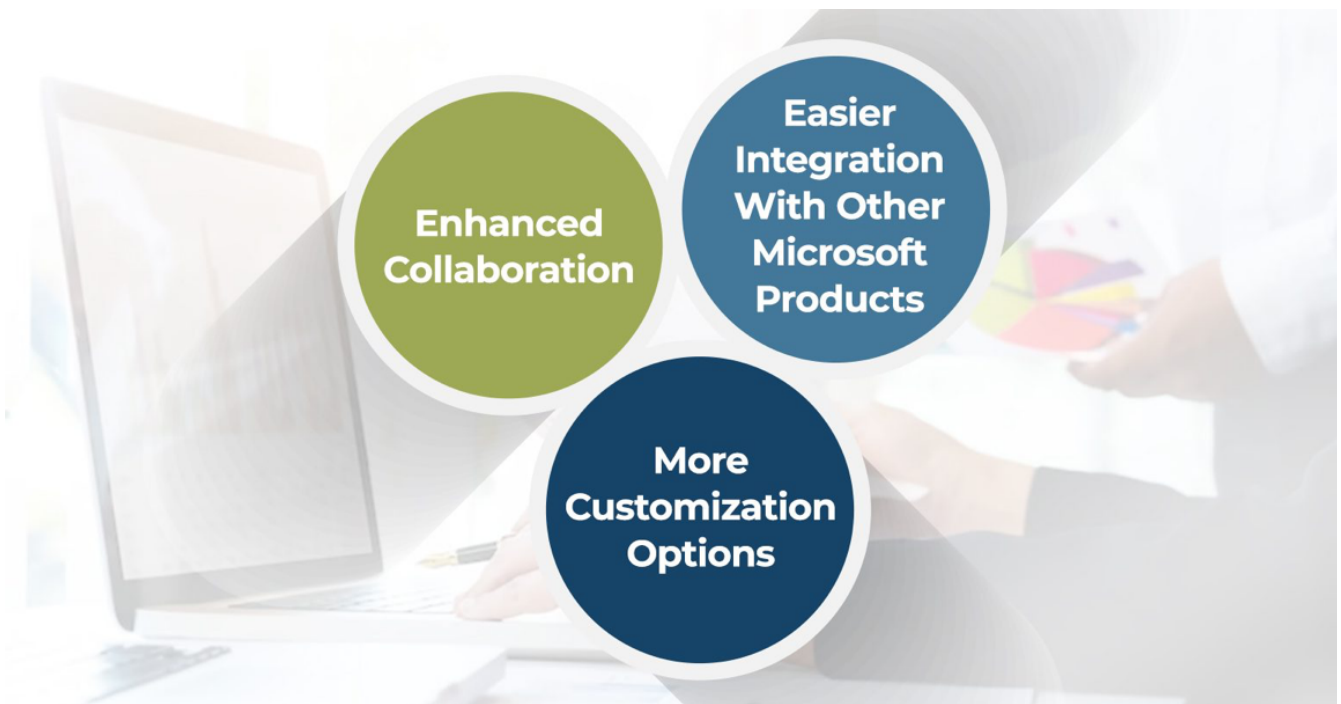 Enhanced
Collaboration
Easier
Integration
With Other
Microsoft
Products
More
Customization
Options